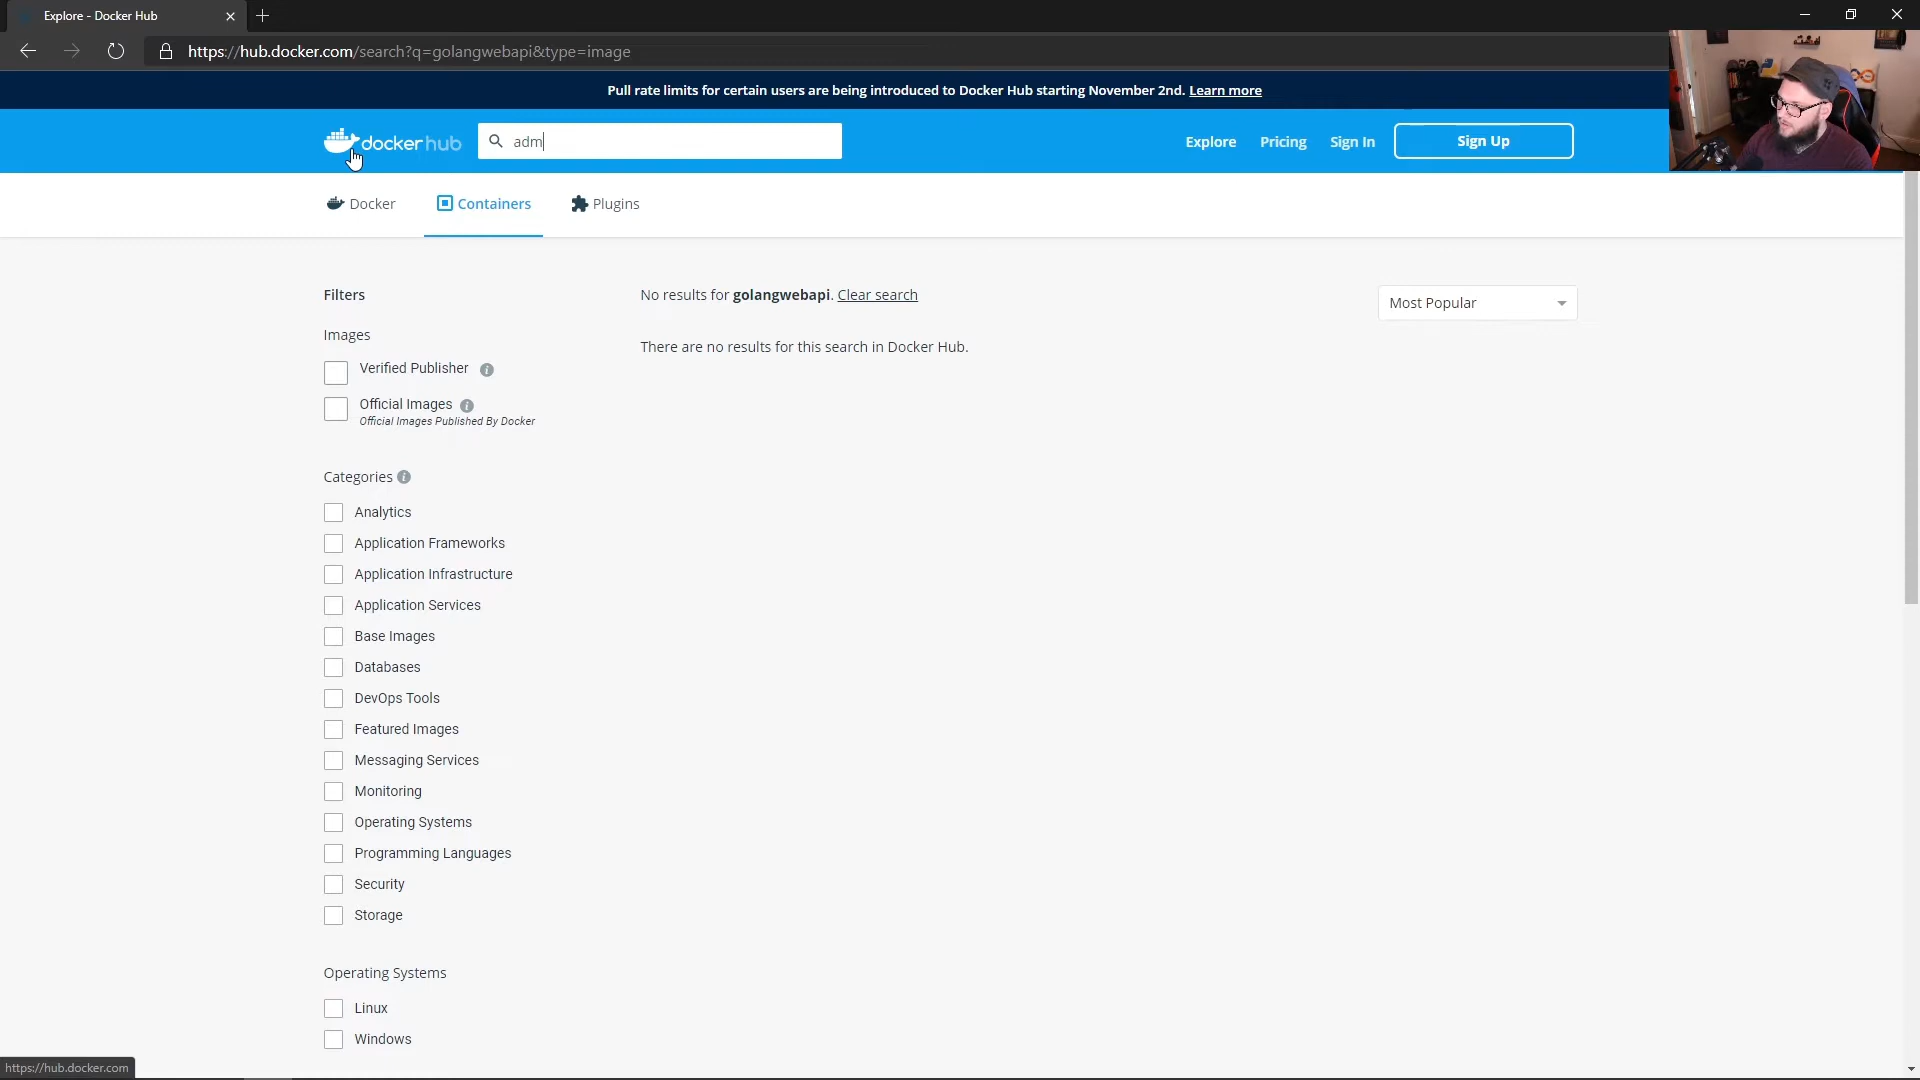 Explore - Docker Hub
https://hub.docker.com/search?q=golangwebapi&type=image
Pull rate limits for certain users are being introduced to Docker Hub starting November 2nd. Learn more
dockerhub
adm
Explore
Pricing
Sign In
Sign Up
Docker
Containers
Plugins
Filters
No results for golangwebapi. Clear search
Most Popular
Images
There are no results for this search in Docker Hub.
Verified Publisher
Official Images
Official Images Published By Docker
Categories
Analytics
Application Frameworks
Application Infrastructure
Application Services
Base Images
Databases
DevOps Tools
Featured Images
Messaging Services
Monitoring
Operating Systems
Programming Languages
Security
Storage
Operating Systems
Linux
Windows
https://hub.docker.com